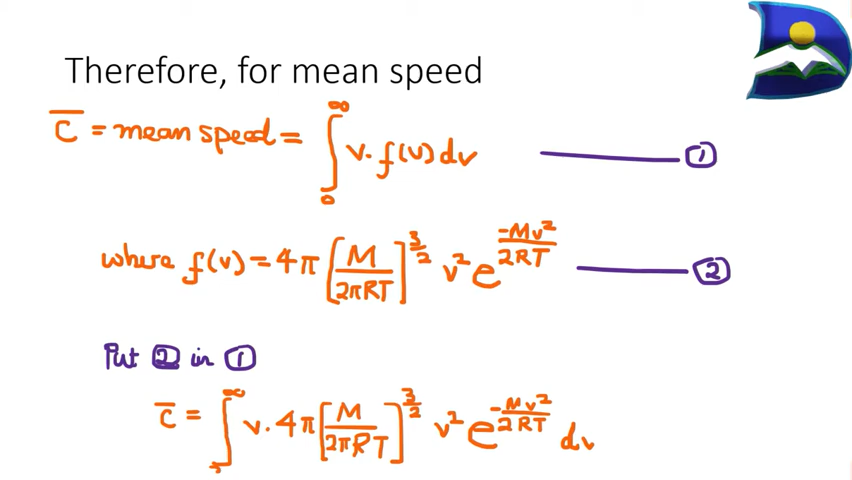 Therefore, for mean speed
c̄ = mean speed = ∫₀^∞ v. f(v) dv ——— ①
where f(v) = 4π [M/2πRT]^(3/2) v² e^(-Mv²/2RT) ——— ②
Put ② in ①
c̄ = ∫₀^∞ v. 4π [M/2πRT]^(3/2) v² e^(-Mv²/2RT) dv